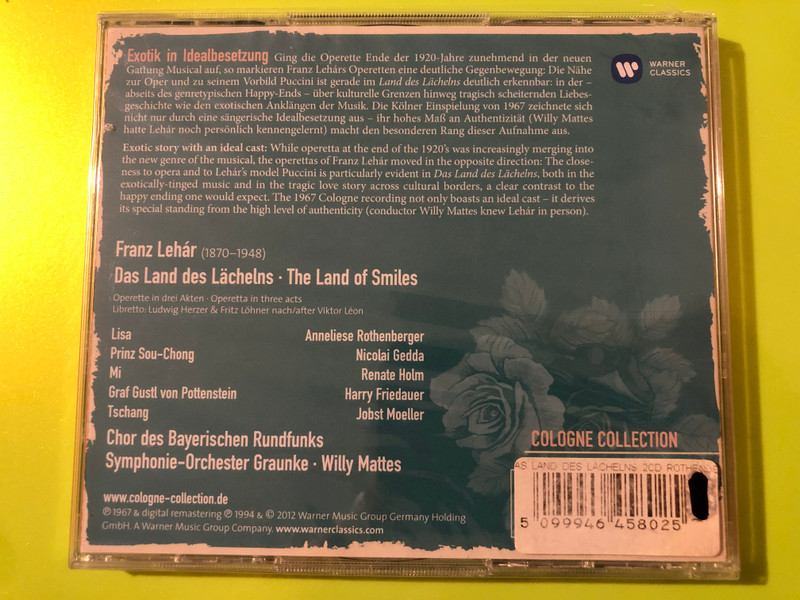 Exotik in Idealbesetzung Ging die Operette Ende der 1920-Jahre zunehmend in der neuen
Gattung Musical auf, so markieren Franz Lehárs Operetten eine deutliche Gegenbewegung: Die Nähe
zur Oper und zu seinem Vorbild Puccini ist gerade im Land des Lächelns deutlich erkennbar: in der –
abseits des genretypischen Happy-Ends – über kulturelle Grenzen hinweg tragisch scheiternden Liebes-
geschichte wie den exotischen Anklängen der Musik. Die Kölner Einspielung von 1967 zeichnete sich
nicht nur durch eine sängerische Idealbesetzung aus – ihr hohes Maß an Authentizität (Willy Mattes
hatte Lehár noch persönlich kennengelernt) macht den besonderen Rang dieser Aufnahme aus.
WARNER
CLASSICS
Exotic story with an ideal cast: While operetta at the end of the 1920's was increasingly merging into
the new genre of the musical, the operettas of Franz Lehár moved in the opposite direction: The close-
ness to opera and to Lehár's model Puccini is particularly evident in Das Land des Lächelns, both in the
exotically-tinged music and in the tragic love story across cultural borders, a clear contrast to the
happy ending one would expect. The 1967 Cologne recording not only boasts an ideal cast – it derives
its special standing from the high level of authenticity (conductor Willy Mattes knew Lehár in person).
Franz Lehár (1870–1948)
Das Land des Lächelns · The Land of Smiles
Operette in drei Akten · Operetta in three acts
Libretto: Ludwig Herzer & Fritz Löhner nach/after Viktor Léon
Lisa Anneliese Rothenberger
Prinz Sou-Chong Nicolai Gedda
Mi Renate Holm
Graf Gustl von Pottenstein Harry Friedauer
Tschang Jobst Moeller
Chor des Bayerischen Rundfunks
Symphonie-Orchester Graunke · Willy Mattes
COLOGNE COLLECTION
www.cologne-collection.de
℗ 1967 & digital remastering ℗ 1994 & © 2012 Warner Music Group Germany Holding
GmbH. A Warner Music Group Company. www.warnerclassics.com
AS LAND DES LÄCHELNS 2CD
5 099946 458025